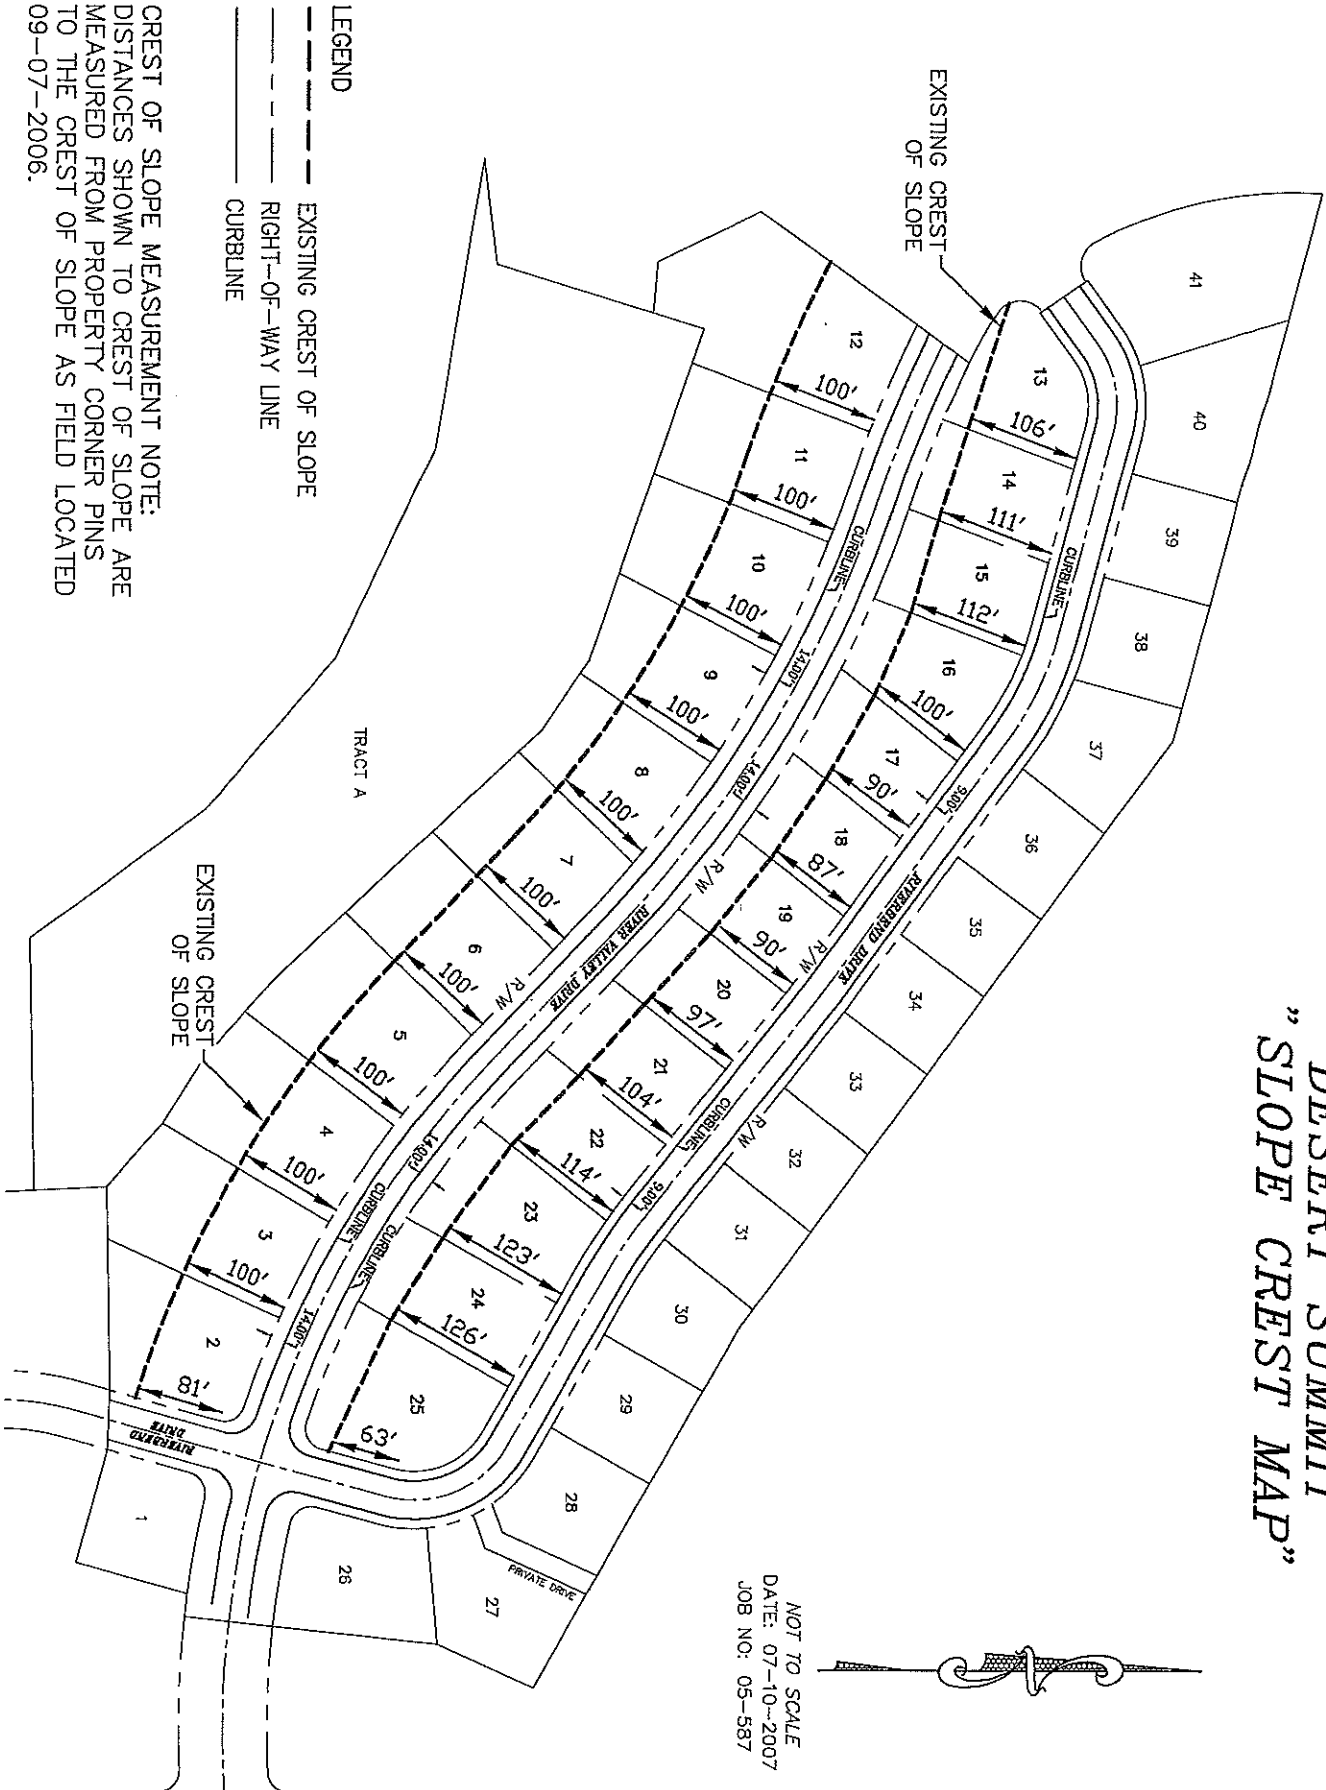 DESERT SUMMIT
"SLOPE CREST MAP"
NOT TO SCALE
DATE: 07-10-2007
JOB NO: 05-587
41
40
39
38
37
36
35
34
33
32
31
30
29
28
27
26
1
PRIVATE DRIVE
EXISTING CREST
OF SLOPE
13
106'
14
111'
15
112'
16
100'
17
90'
18
87'
19
90'
20
97'
21
104'
22
114'
23
123'
24
126'
25
63'
CURBLINE
9.00'
RIVERBEND DRIVE
R/W
R/W
CURBLINE
9.00'
12
100'
11
100'
10
100'
9
100'
8
100'
7
100'
6
100'
5
100'
4
100'
3
100'
2
81'
CURBLINE
14.00'
14.00'
R/W
RIVER VALLEY DRIVE
R/W
14.00'
CURBLINE
CURBLINE
14.00'
RIVERBEND
DRIVE
TRACT A
EXISTING CREST
OF SLOPE
LEGEND
EXISTING CREST OF SLOPE
RIGHT-OF-WAY LINE
CURBLINE
CREST OF SLOPE MEASUREMENT NOTE:
DISTANCES SHOWN TO CREST OF SLOPE ARE
MEASURED FROM PROPERTY CORNER PINS
TO THE CREST OF SLOPE AS FIELD LOCATED
09-07-2006.